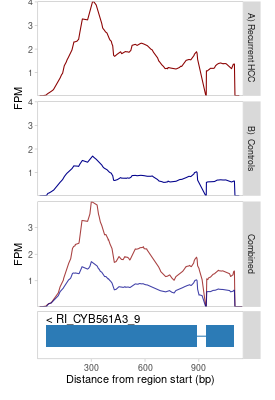 4
3
2
1
FPM
A) Recurrent HCC
4
3
2
1
B) Controls
3
2
1
FPM
Combined
< RI_CYB561A3_9
300 600 900
Distance from region start (bp)